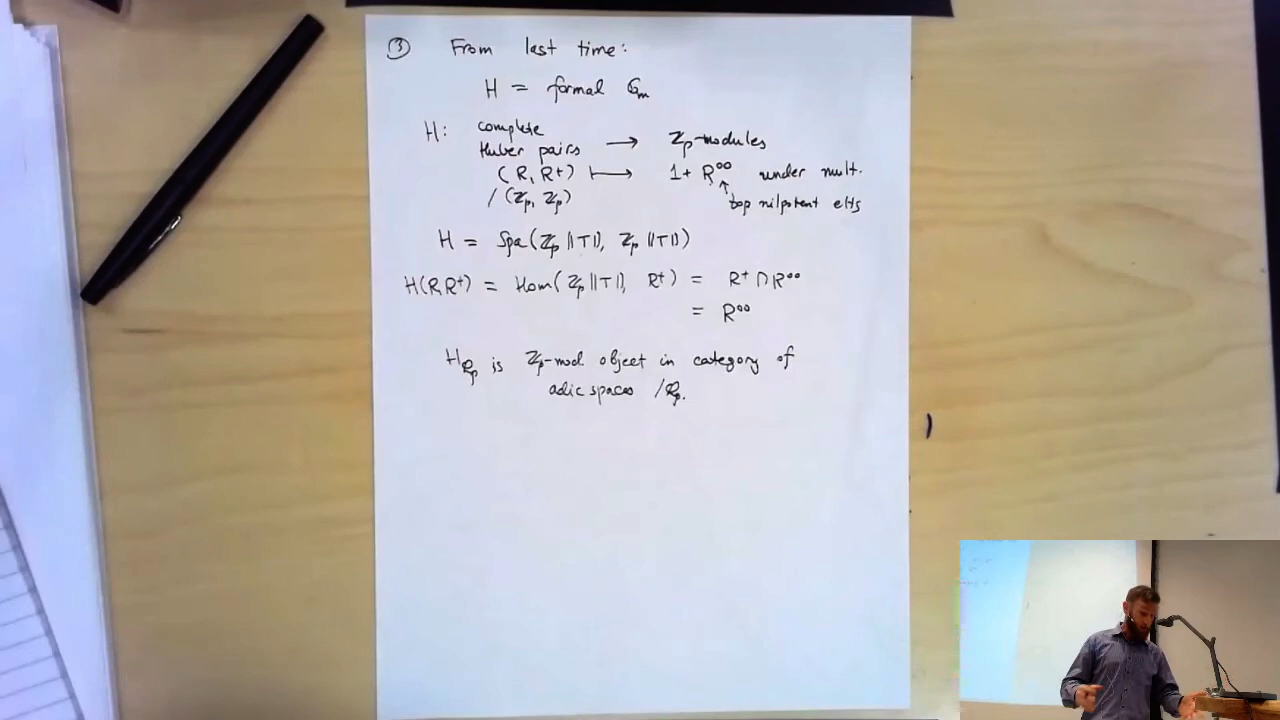 ③ From last time:
H = formal 𝔾m
H: complete
Huber pairs → ℤp-modules
(R, R⁺) ⟼ 1 + R°° under mult.
/ (ℤp, ℤp) ↑ top nilpotent elts
H = Spa(ℤp[[T]], ℤp[[T]])
H(R, R⁺) = Hom(ℤp[[T]], R⁺) = R⁺ ∩ R°°
= R°°
H_ℚp is ℤp-mod. object in category of
adic spaces /ℚp.